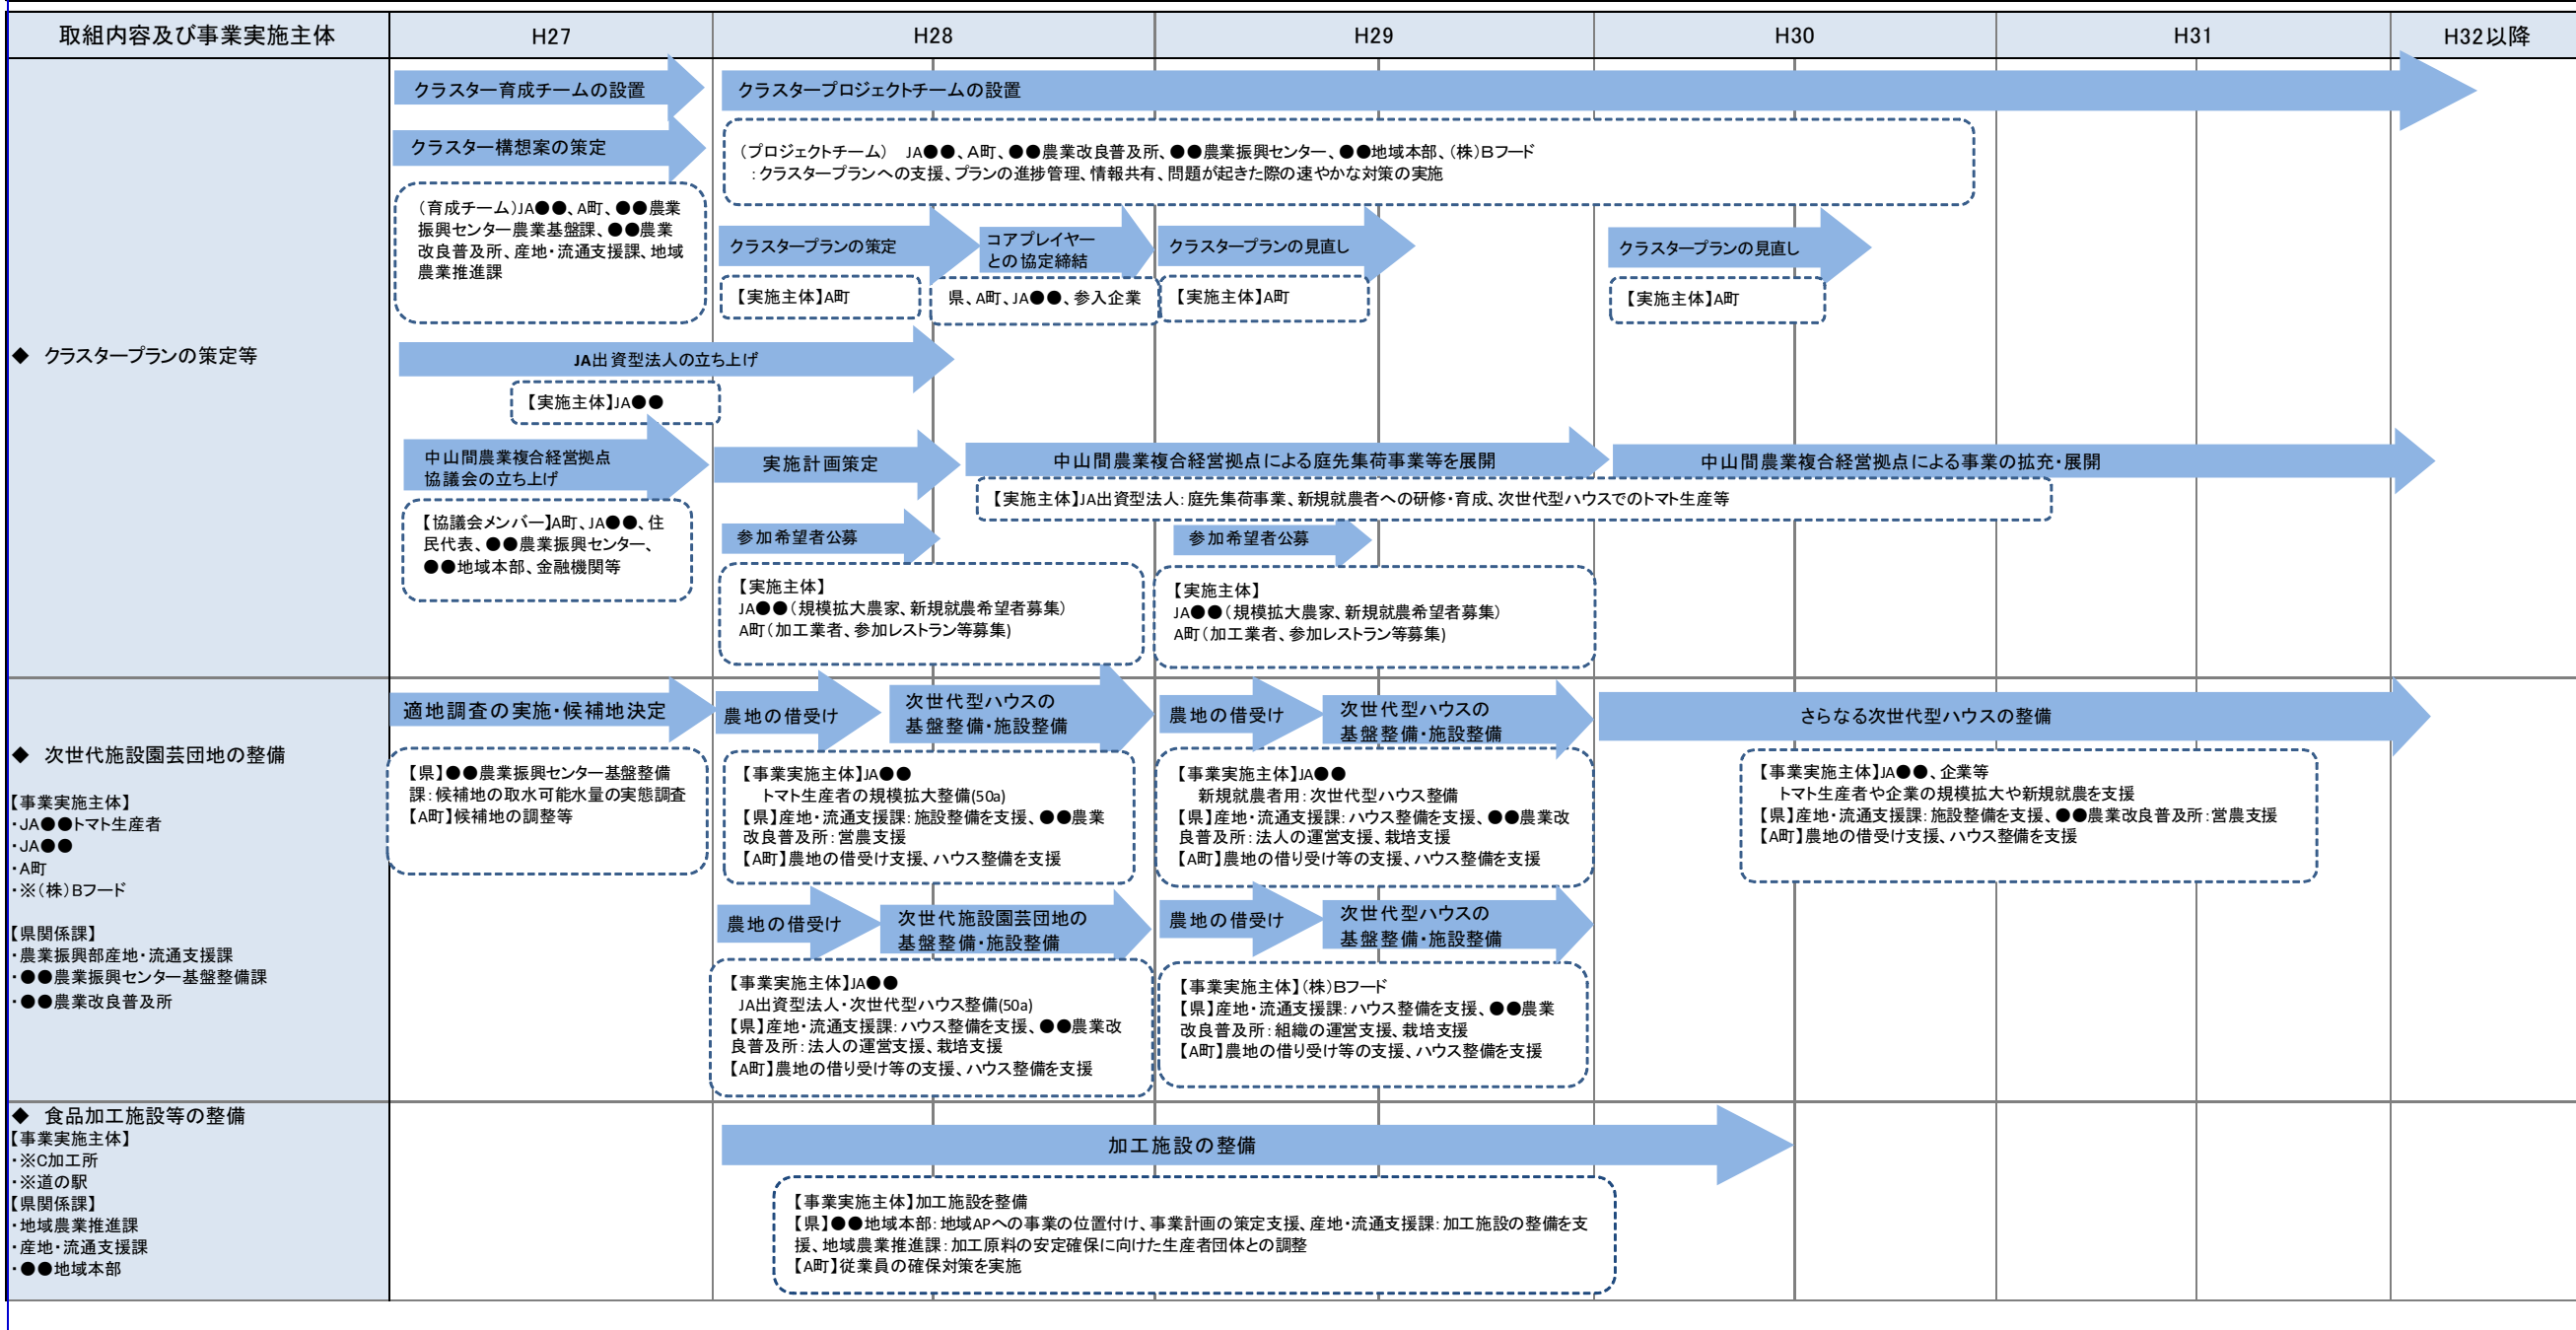 取組内容及び事業実施主体
H27
H28
H29
H30
H31
H32以降
◆ クラスタープランの策定等
クラスター育成チームの設置
クラスタープロジェクトチームの設置
クラスター構想案の策定
(育成チーム)JA●●、A町、●●農業
振興センター農業基盤課、●●農業
改良普及所、産地・流通支援課、地域
農業推進課
(プロジェクトチーム) JA●●、A町、●●農業改良普及所、●●農業振興センター、●●地域本部、(株)Bフード
:クラスタープランへの支援、プランの進捗管理、情報共有、問題が起きた際の速やかな対策の実施
クラスタープランの策定
【実施主体】A町
コアプレイヤー
との協定締結
県、A町、JA●●、参入企業
クラスタープランの見直し
【実施主体】A町
クラスタープランの見直し
【実施主体】A町
JA出資型法人の立ち上げ
【実施主体】JA●●
中山間農業複合経営拠点
協議会の立ち上げ
【協議会メンバー】A町、JA●●、住
民代表、●●農業振興センター、
●●地域本部、金融機関等
実施計画策定
中山間農業複合経営拠点による庭先集荷事業等を展開
中山間農業複合経営拠点による事業の拡充・展開
【実施主体】JA出資型法人:庭先集荷事業、新規就農者への研修・育成、次世代型ハウスでのトマト生産等
参加希望者公募
【実施主体】
JA●●(規模拡大農家、新規就農希望者募集)
A町(加工業者、参加レストラン等募集)
参加希望者公募
【実施主体】
JA●●(規模拡大農家、新規就農希望者募集)
A町(加工業者、参加レストラン等募集)
◆ 次世代施設園芸団地の整備
【事業実施主体】
・JA●●トマト生産者
・JA●●
・A町
・※(株)Bフード
【県関係課】
・農業振興部産地・流通支援課
・●●農業振興センター基盤整備課
・●●農業改良普及所
適地調査の実施・候補地決定
【県】●●農業振興センター基盤整備
課:候補地の取水可能水量の実態調査
【A町】候補地の調整等
農地の借受け
次世代型ハウスの
基盤整備・施設整備
【事業実施主体】JA●●
トマト生産者の規模拡大整備(50a)
【県】産地・流通支援課:施設整備を支援、●●農業
改良普及所:営農支援
【A町】農地の借受け支援、ハウス整備を支援
農地の借受け
次世代型ハウスの
基盤整備・施設整備
【事業実施主体】JA●●
新規就農者用:次世代型ハウス整備
【県】産地・流通支援課:ハウス整備を支援、●●農業改
良普及所:法人の運営支援、栽培支援
【A町】農地の借り受け等の支援、ハウス整備を支援
さらなる次世代型ハウスの整備
【事業実施主体】JA●●、企業等
トマト生産者や企業の規模拡大や新規就農を支援
【県】産地・流通支援課:施設整備を支援、●●農業改良普及所:営農支援
【A町】農地の借受け支援、ハウス整備を支援
農地の借受け
次世代施設園芸団地の
基盤整備・施設整備
【事業実施主体】JA●●
JA出資型法人・次世代型ハウス整備(50a)
【県】産地・流通支援課:ハウス整備を支援、●●農業改
良普及所:法人の運営支援、栽培支援
【A町】農地の借り受け等の支援、ハウス整備を支援
農地の借受け
次世代型ハウスの
基盤整備・施設整備
【事業実施主体】(株)Bフード
【県】産地・流通支援課:ハウス整備を支援、●●農業
改良普及所:組織の運営支援、栽培支援
【A町】農地の借り受け等の支援、ハウス整備を支援
◆ 食品加工施設等の整備
【事業実施主体】
・※C加工所
・※道の駅
【県関係課】
・地域農業推進課
・産地・流通支援課
・●●地域本部
加工施設の整備
【事業実施主体】加工施設を整備
【県】●●地域本部:地域APへの事業の位置付け、事業計画の策定支援、産地・流通支援課:加工施設の整備を支
援、地域農業推進課:加工原料の安定確保に向けた生産者団体との調整
【A町】従業員の確保対策を実施